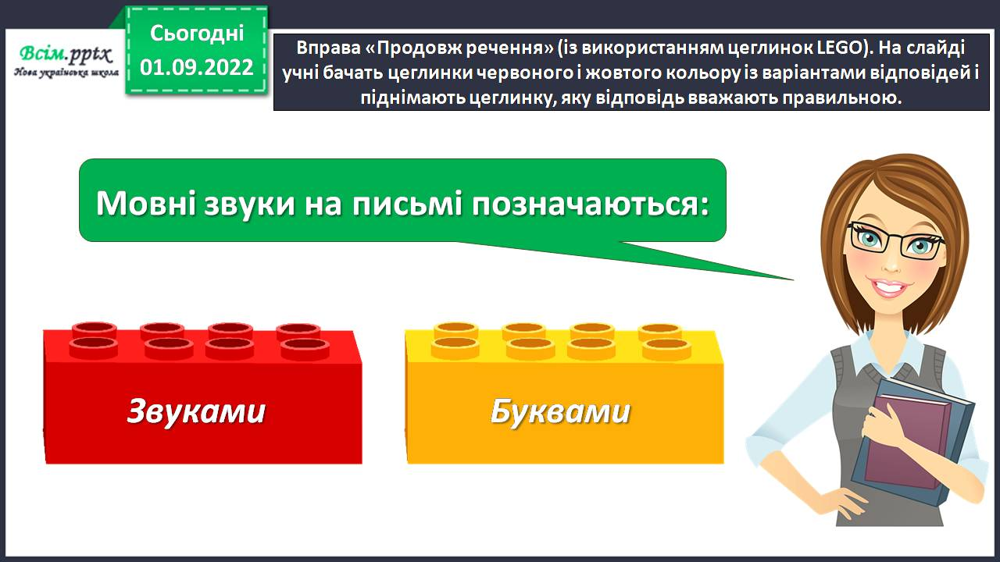 Сьогодні
01.09.2022
Всім.pptx
Нова українська школа
Вправа «Продовж речення» (із використанням цеглинок LEGO). На слайді
учні бачать цеглинки червоного і жовтого кольору із варіантами відповідей і
піднімають цеглинку, яку відповідь вважають правильною.
Мовні звуки на письмі позначаються:
Звуками
Буквами